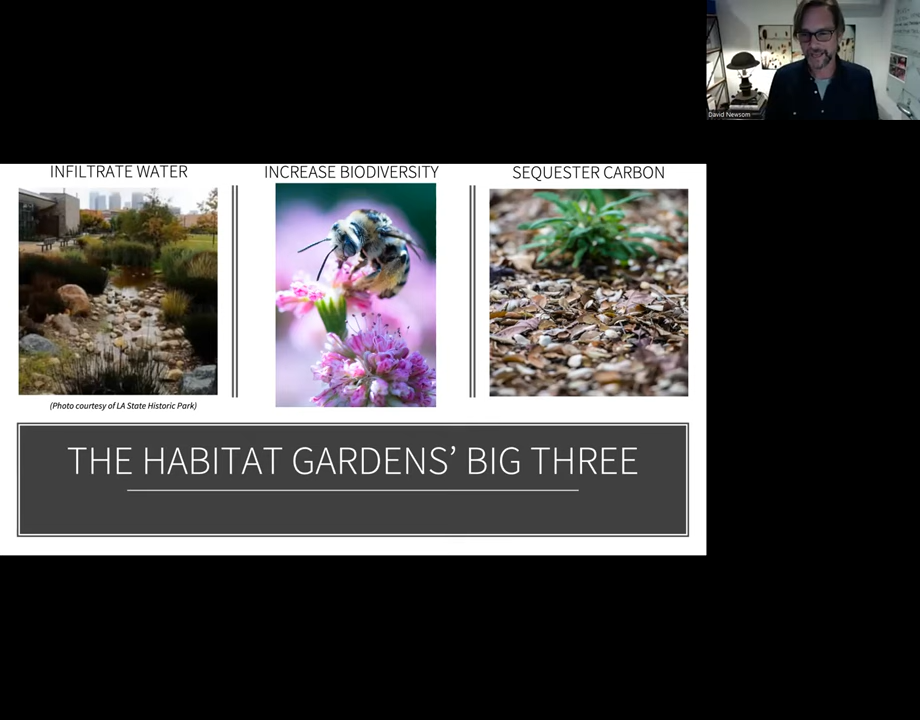 David Newsom
INFILTRATE WATER
INCREASE BIODIVERSITY
SEQUESTER CARBON
(Photo courtesy of LA State Historic Park)
THE HABITAT GARDENS’ BIG THREE